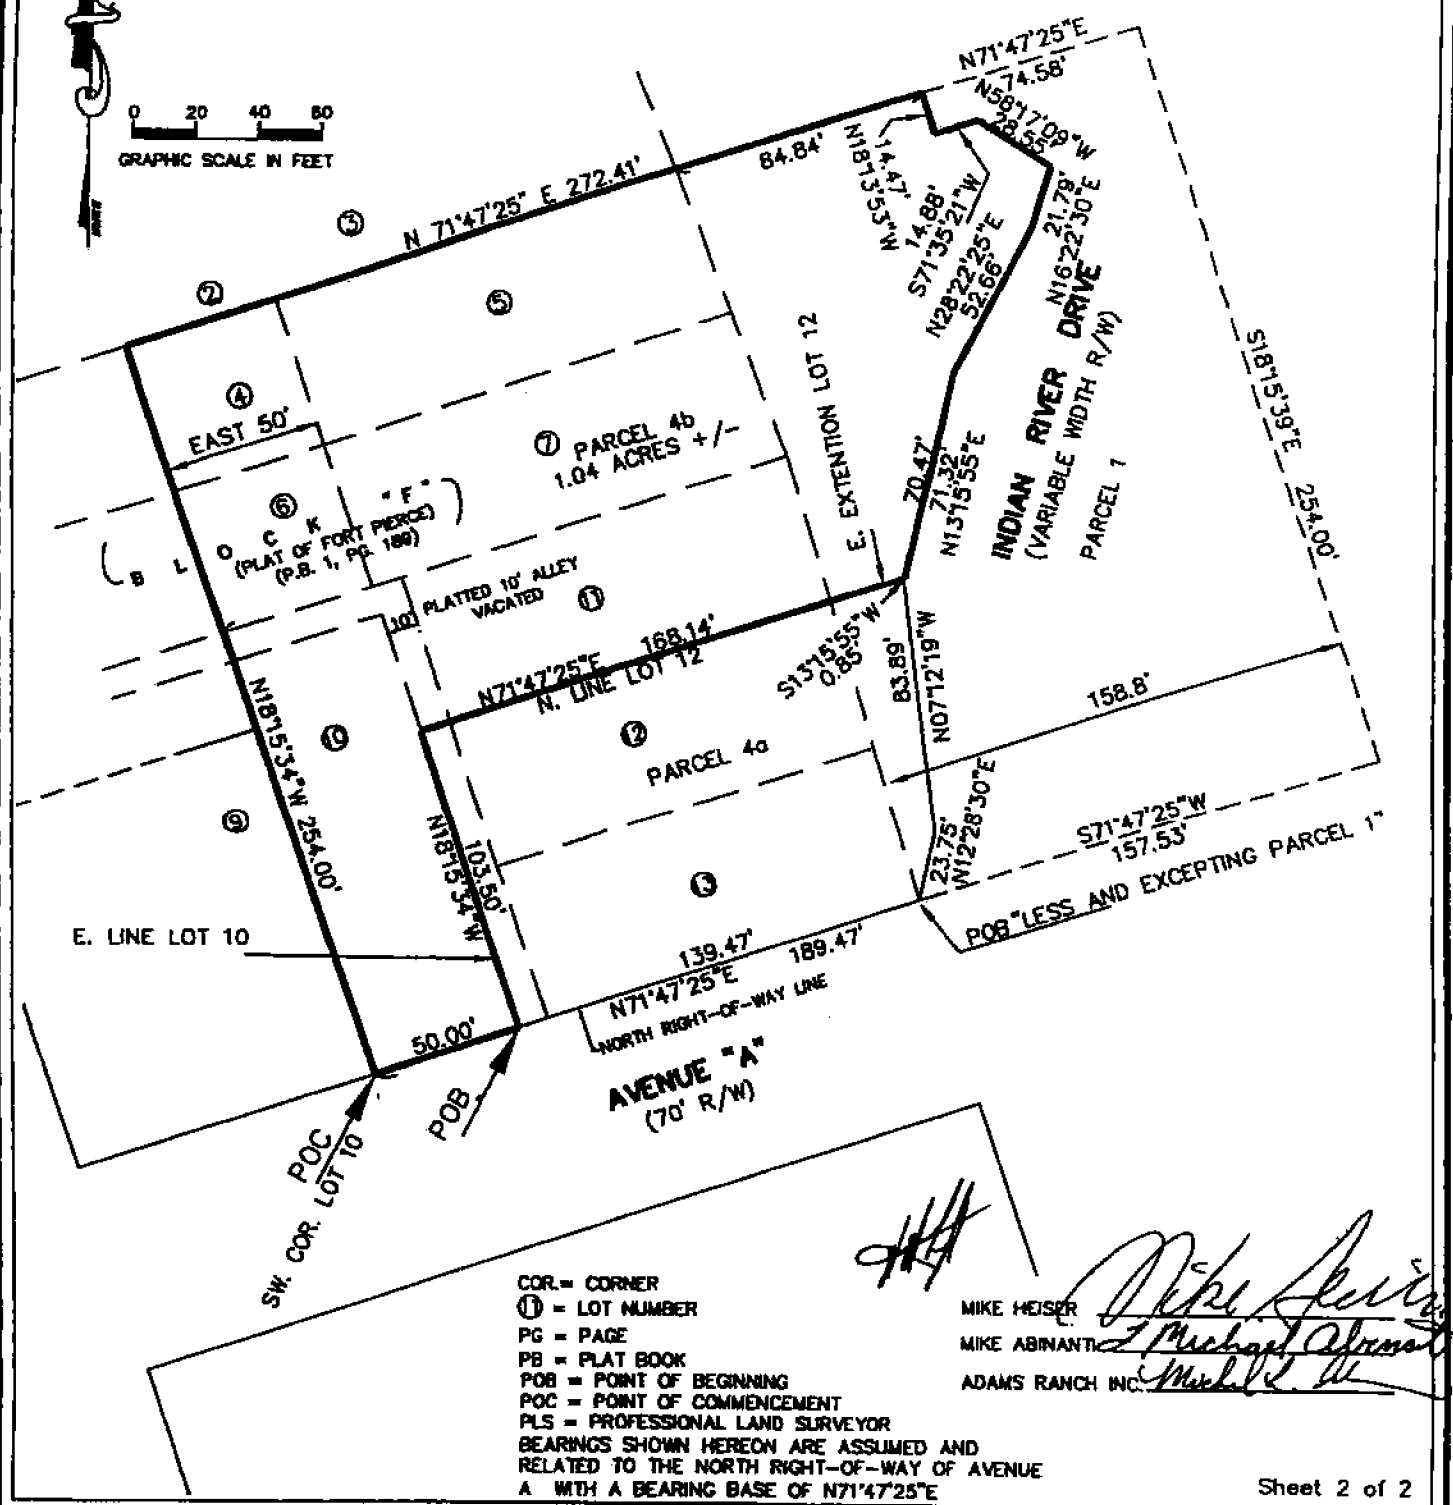 0 20 40 60
GRAPHIC SCALE IN FEET
N71°47'25"E
74.58'
N58°17'09"W
28.55'
84.84'
14.47'
N18°13'53"W
14.88'
S71°35'21"W
21.79'
N16°22'30"E
N28°22'25"E
52.66'
N 71°47'25" E 272.41'
3
2
5
4
EAST 50'
7 PARCEL 4b
1.04 ACRES +/-
6
B L O C K "F"
(PLAT OF FORT PIERCE)
(P.B. 1, PG. 189)
E. EXTENTION LOT 12
INDIAN RIVER DRIVE
(VARIABLE WIDTH R/W)
PARCEL 1
S18°15'39"E 254.00'
70.47'
71.32'
N13°15'55"E
10' PLATTED 10' ALLEY
VACATED
11
168.14'
N71°47'25"E
N. LINE LOT 12
S13°15'55"W
0.85'
83.89'
N07°12'19"W
158.8'
N18°15'34"W 254.00'
10
12
PARCEL 4a
9
103.50'
N18°15'34"W
13
23.75'
N12°28'30"E
S71°47'25"W
157.53'
POB "LESS AND EXCEPTING PARCEL 1"
E. LINE LOT 10
139.47' 189.47'
N71°47'25"E
NORTH RIGHT-OF-WAY LINE
50.00'
AVENUE "A"
(70' R/W)
POB
POC
SW. COR. LOT 10
COR.= CORNER
11 = LOT NUMBER
PG = PAGE
PB = PLAT BOOK
POB = POINT OF BEGINNING
POC = POINT OF COMMENCEMENT
PLS = PROFESSIONAL LAND SURVEYOR
BEARINGS SHOWN HEREON ARE ASSUMED AND
RELATED TO THE NORTH RIGHT-OF-WAY OF AVENUE
A WITH A BEARING BASE OF N71°47'25"E
MIKE HEISER
MIKE ABINANTI
ADAMS RANCH INC.
Sheet 2 of 2